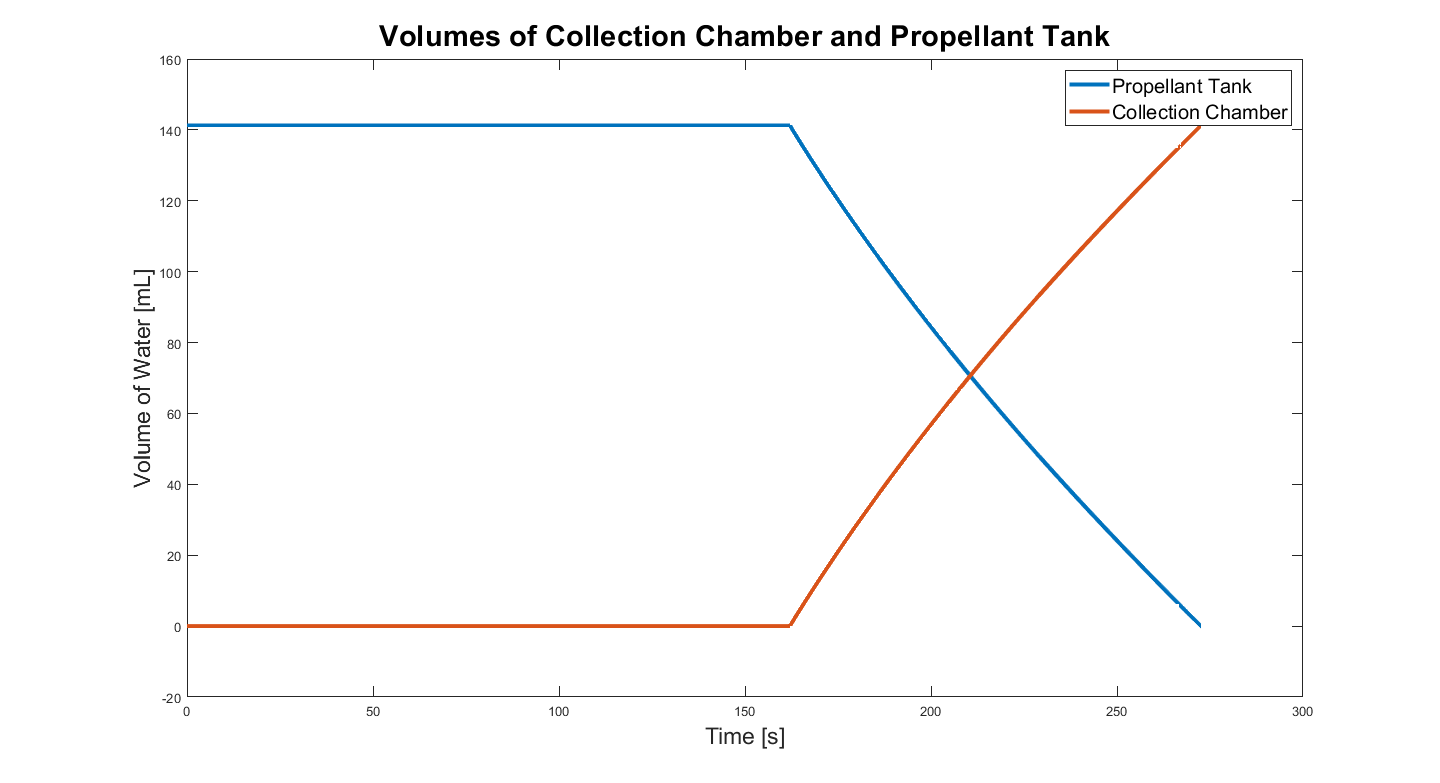 Volumes of Collection Chamber and Propellant Tank
160
140
120
100
80
60
40
20
0
-20
Volume of Water [mL]
Propellant Tank
Collection Chamber
0 50 100 150 200 250 300
Time [s]